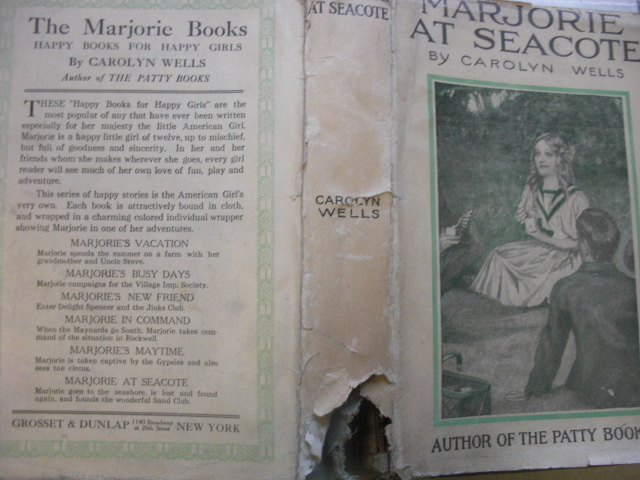 The Marjorie Books
HAPPY BOOKS FOR HAPPY GIRLS
By CAROLYN WELLS
Author of THE PATTY BOOKS
THESE "Happy Books for Happy Girls" are the
most popular of any that have ever been written
especially for her majesty the little American Girl.
Marjorie is a happy little girl of twelve, up to mischief,
but full of goodness and sincerity. In her and her
friends whom she makes wherever she goes, every girl
reader will see much of her own love of fun, play and
adventure.
This series of happy stories is the American Girl's
very own. Each book is attractively bound in cloth,
and wrapped in a charming colored individual wrapper
showing Marjorie in one of her adventures.
MARJORIE'S VACATION
Marjorie spends the summer on a farm with her
grandmother and Uncle Steve.
MARJORIE'S BUSY DAYS
Marjorie campaigns for the Village Imp. Society.
MARJORIE'S NEW FRIEND
Enter Delight Spencer and the Jinks Club.
MARJORIE IN COMMAND
When the Maynards go South, Marjorie takes com-
mand of the situation in Rockwell
MARJORIE'S MAYTIME
Marjorie is taken captive by the Gypsies and also
sees the circus.
MARJORIE AT SEACOTE
Marjorie goes to the seashore, is lost and found
again, and founds the wonderful Sand Club.
GROSSET & DUNLAP 1140 Broadway at 26th Street NEW YORK
AT SEACOTE
CAROLYN
WELLS
MARJORIE
AT SEACOTE
BY CAROLYN WELLS
AUTHOR OF THE PATTY BOOK